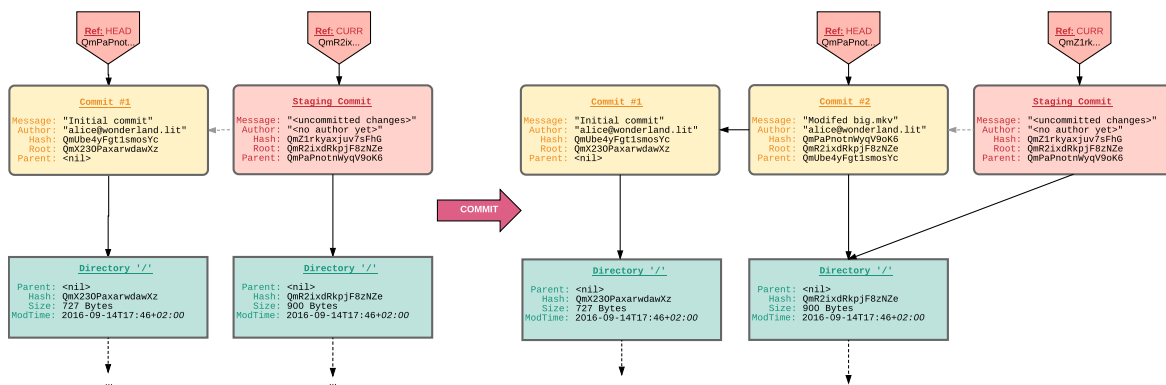 Ref: HEAD
QmPaPnot...
Ref: CURR
QmR2ix...
Commit #1
Message: "Initial commit"
Author: "alice@wonderland.lit"
Hash: QmUbe4yFgt1smosYc
Root: QmX23OPaxarwdawXz
Parent: <nil>
Staging Commit
Message: "<uncommitted changes>"
Author: "<no author yet>"
Hash: QmZ1rkyaxjuv7sFhG
Root: QmR2ixdRkpjF8zNZe
Parent: QmPaPnotnWyqV9oK6
Directory '/'
Parent: <nil>
Hash: QmX23OPaxarwdawXz
Size: 727 Bytes
ModTime: 2016-09-14T17:46+02:00
...
Directory '/'
Parent: <nil>
Hash: QmR2ixdRkpjF8zNZe
Size: 900 Bytes
ModTime: 2016-09-14T17:46+02:00
...
COMMIT
Ref: HEAD
QmPaPnot...
Ref: CURR
QmZ1rk...
Commit #1
Message: "Initial commit"
Author: "alice@wonderland.lit"
Hash: QmUbe4yFgt1smosYc
Root: QmX23OPaxarwdawXz
Parent: <nil>
Commit #2
Message: "Modifed big.mkv"
Author: "alice@wonderland.lit"
Hash: QmPaPnotnWyqV9oK6
Root: QmR2ixdRkpjF8zNZe
Parent: QmUbe4yFgt1smosYc
Staging Commit
Message: "<uncommitted changes>"
Author: "<no author yet>"
Hash: QmZ1rkvaxjuv7sFhG
Root: QmR2ixdRkpjF8zNZe
Parent: QmPaPnotnWyqV9oK6
Directory '/'
Parent: <nil>
Hash: QmX23OPaxarwdawXz
Size: 727 Bytes
ModTime: 2016-09-14T17:46+02:00
Directory '/'
Parent: <nil>
Hash: QmR2ixdRkpjF8zNZe
Size: 900 Bytes
ModTime: 2016-09-14T17:46+02:00